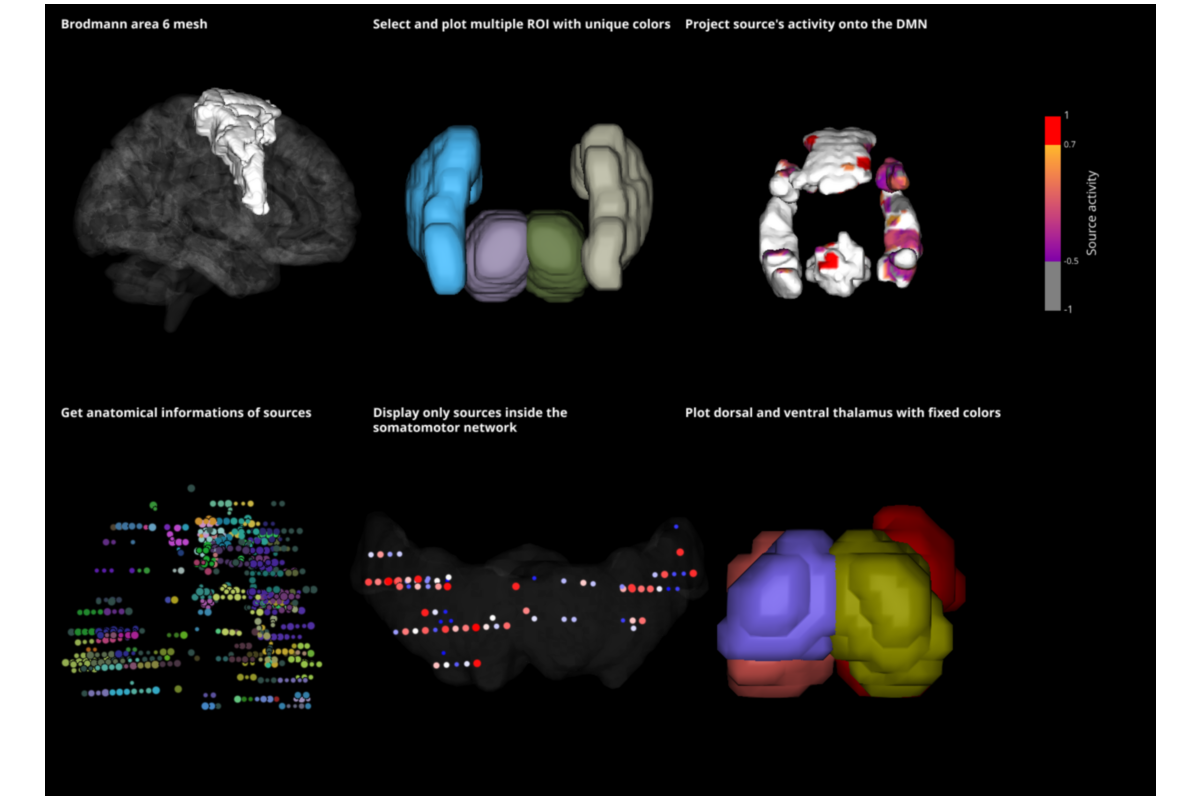 Brodmann area 6 mesh
Select and plot multiple ROI with unique colors
Project source's activity onto the DMN
1
0.7
Source activity
-0.5
-1
Get anatomical informations of sources
Display only sources inside the
somatomotor network
Plot dorsal and ventral thalamus with fixed colors